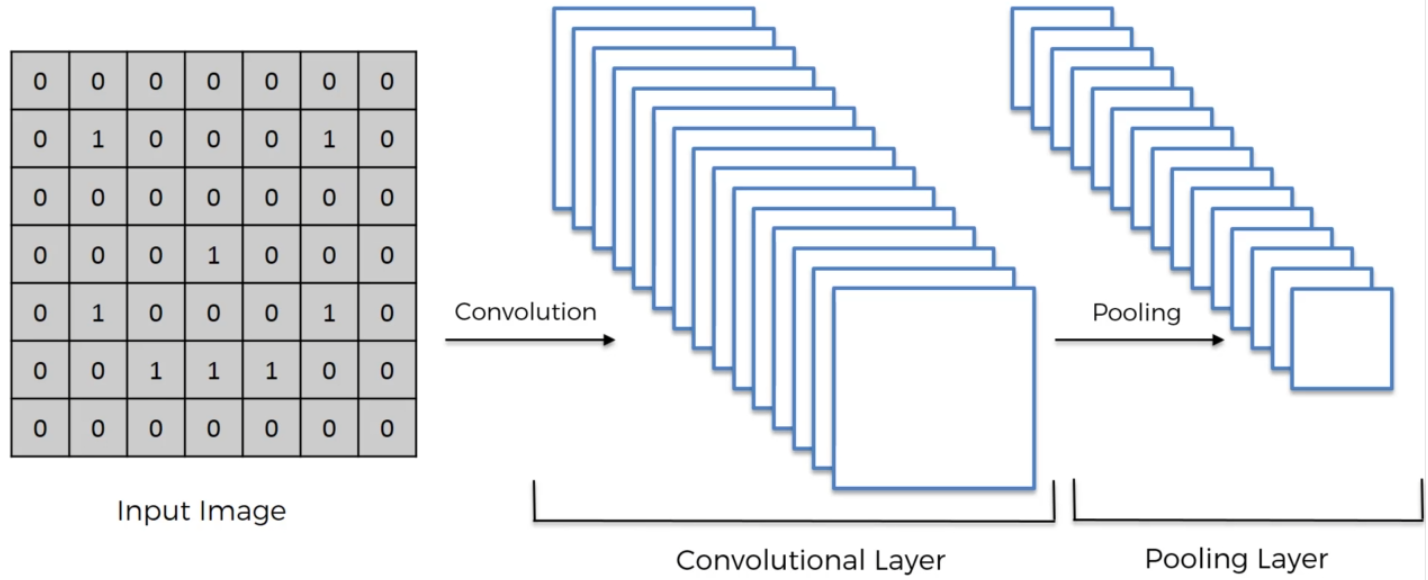 0 0 0 0 0 0 0
0 1 0 0 0 1 0
0 0 0 0 0 0 0
0 0 0 1 0 0 0
0 1 0 0 0 1 0
0 0 1 1 1 0 0
0 0 0 0 0 0 0
Input Image
Convolution
Convolutional Layer
Pooling
Pooling Layer